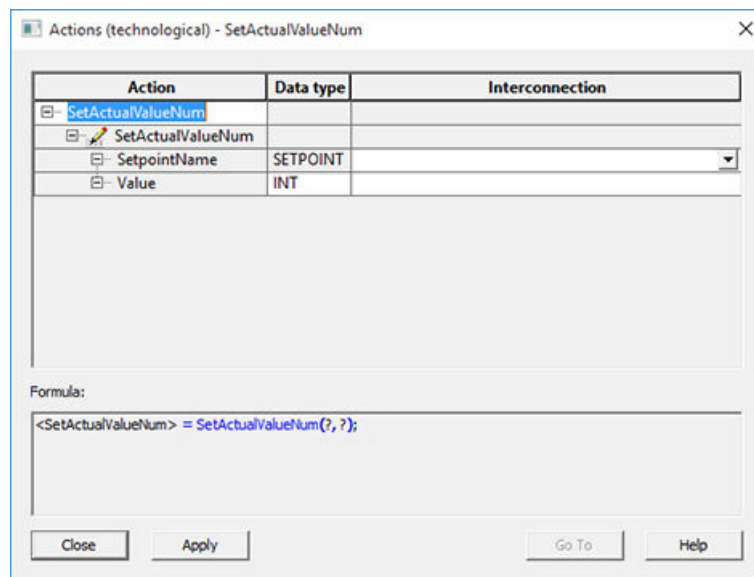 Actions (technological) - SetActualValueNum
Action Data type Interconnection
SetActualValueNum
SetActualValueNum
SetpointName SETPOINT
Value INT
Formula:
<SetActualValueNum> = SetActualValueNum(?, ?);
Close Apply Go To Help